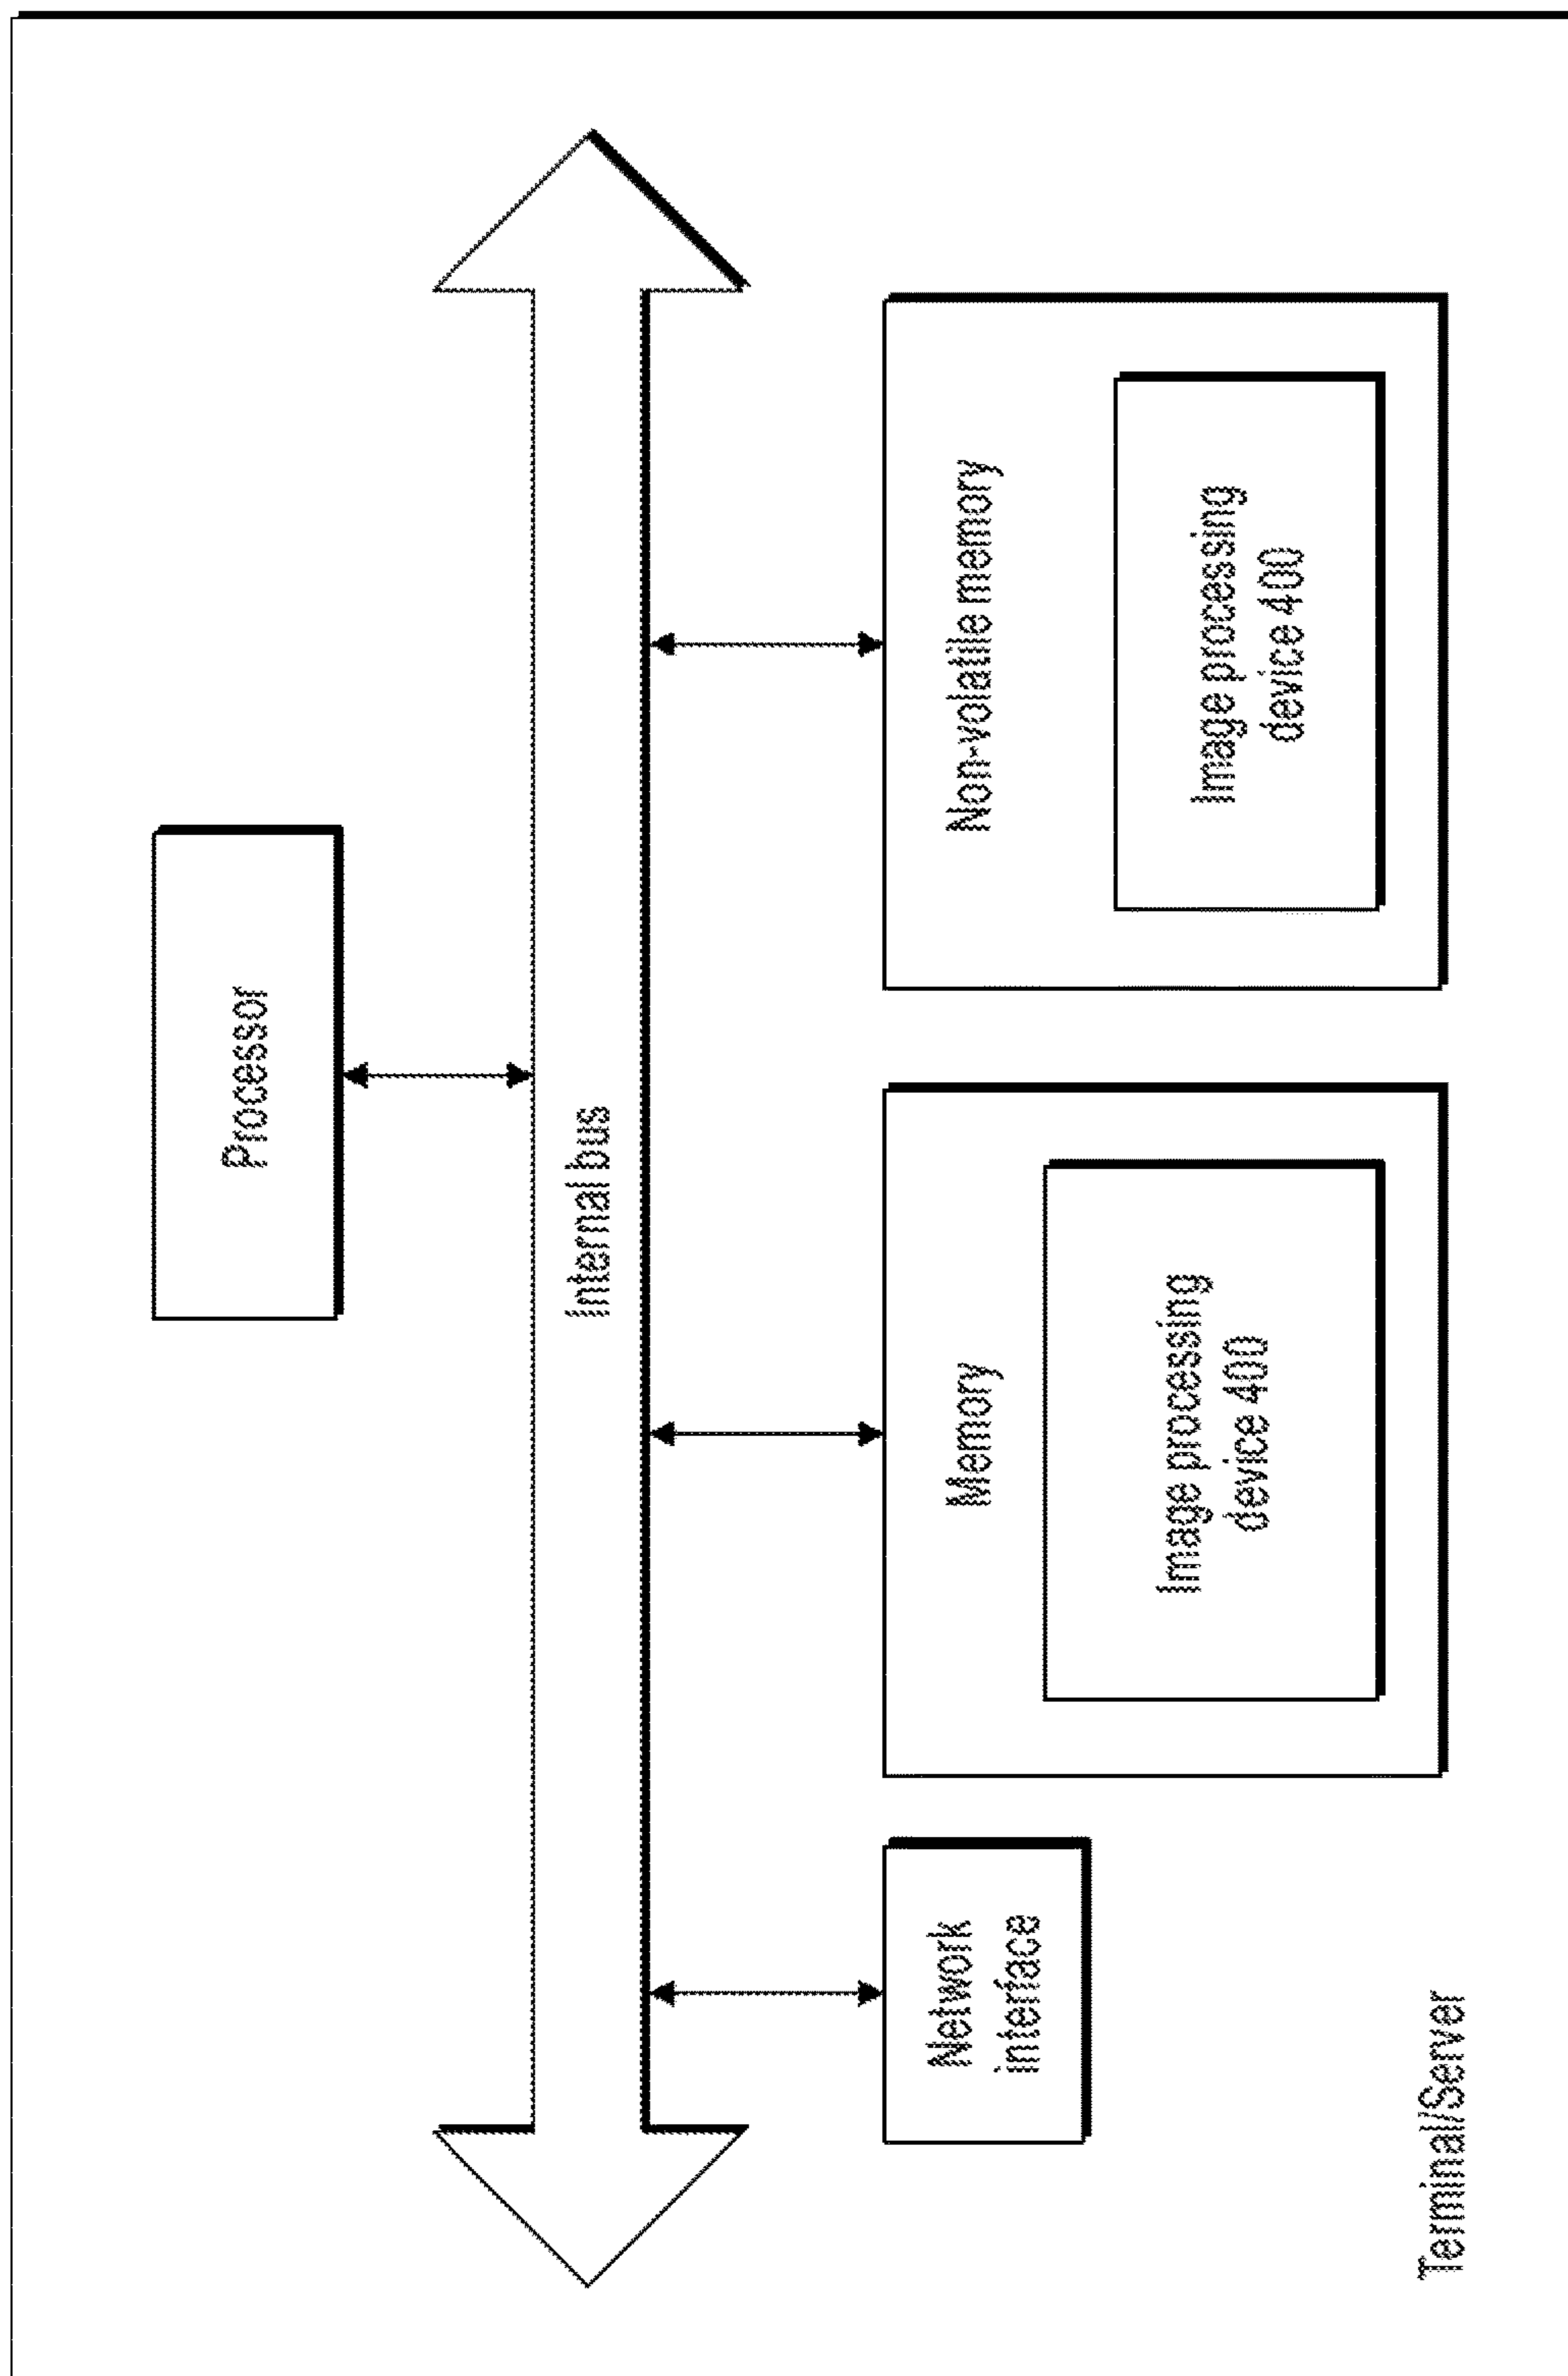 Processor
Internal bus
Network
interface
Memory
Image processing
device 400
Non-volatile memory
Image processing
device 400
Terminal/Server